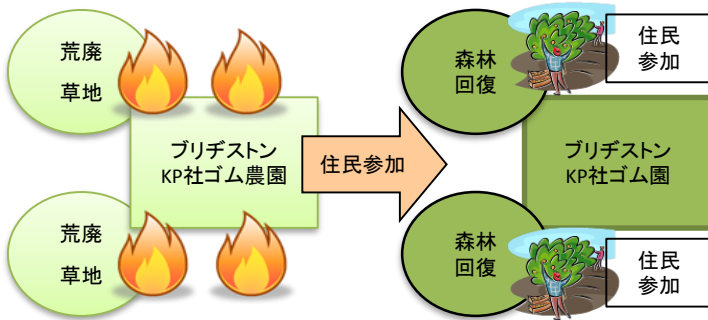 荒廃
草地
ブリヂストン
KP社ゴム農園
荒廃
草地
住民参加
森林
回復
住民
参加
ブリヂストン
KP社ゴム園
森林
回復
住民
参加